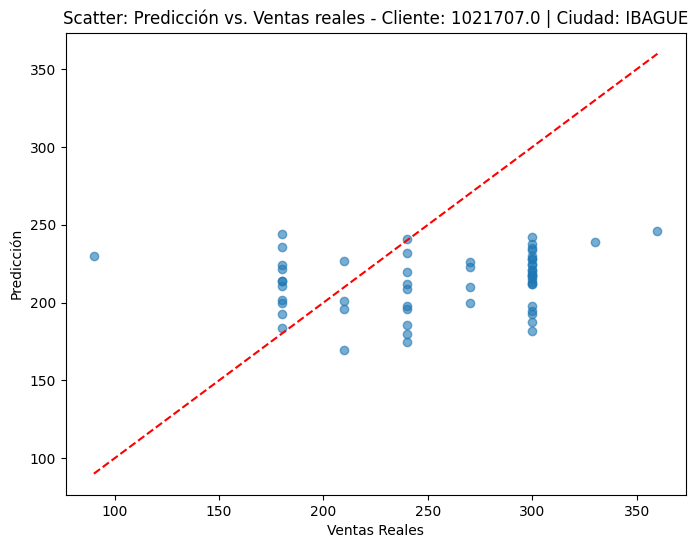 Scatter: Predicción vs. Ventas reales - Cliente: 1021707.0 | Ciudad: IBAGUE
350
300
250
200
150
100
Predicción
100 150 200 250 300 350
Ventas Reales